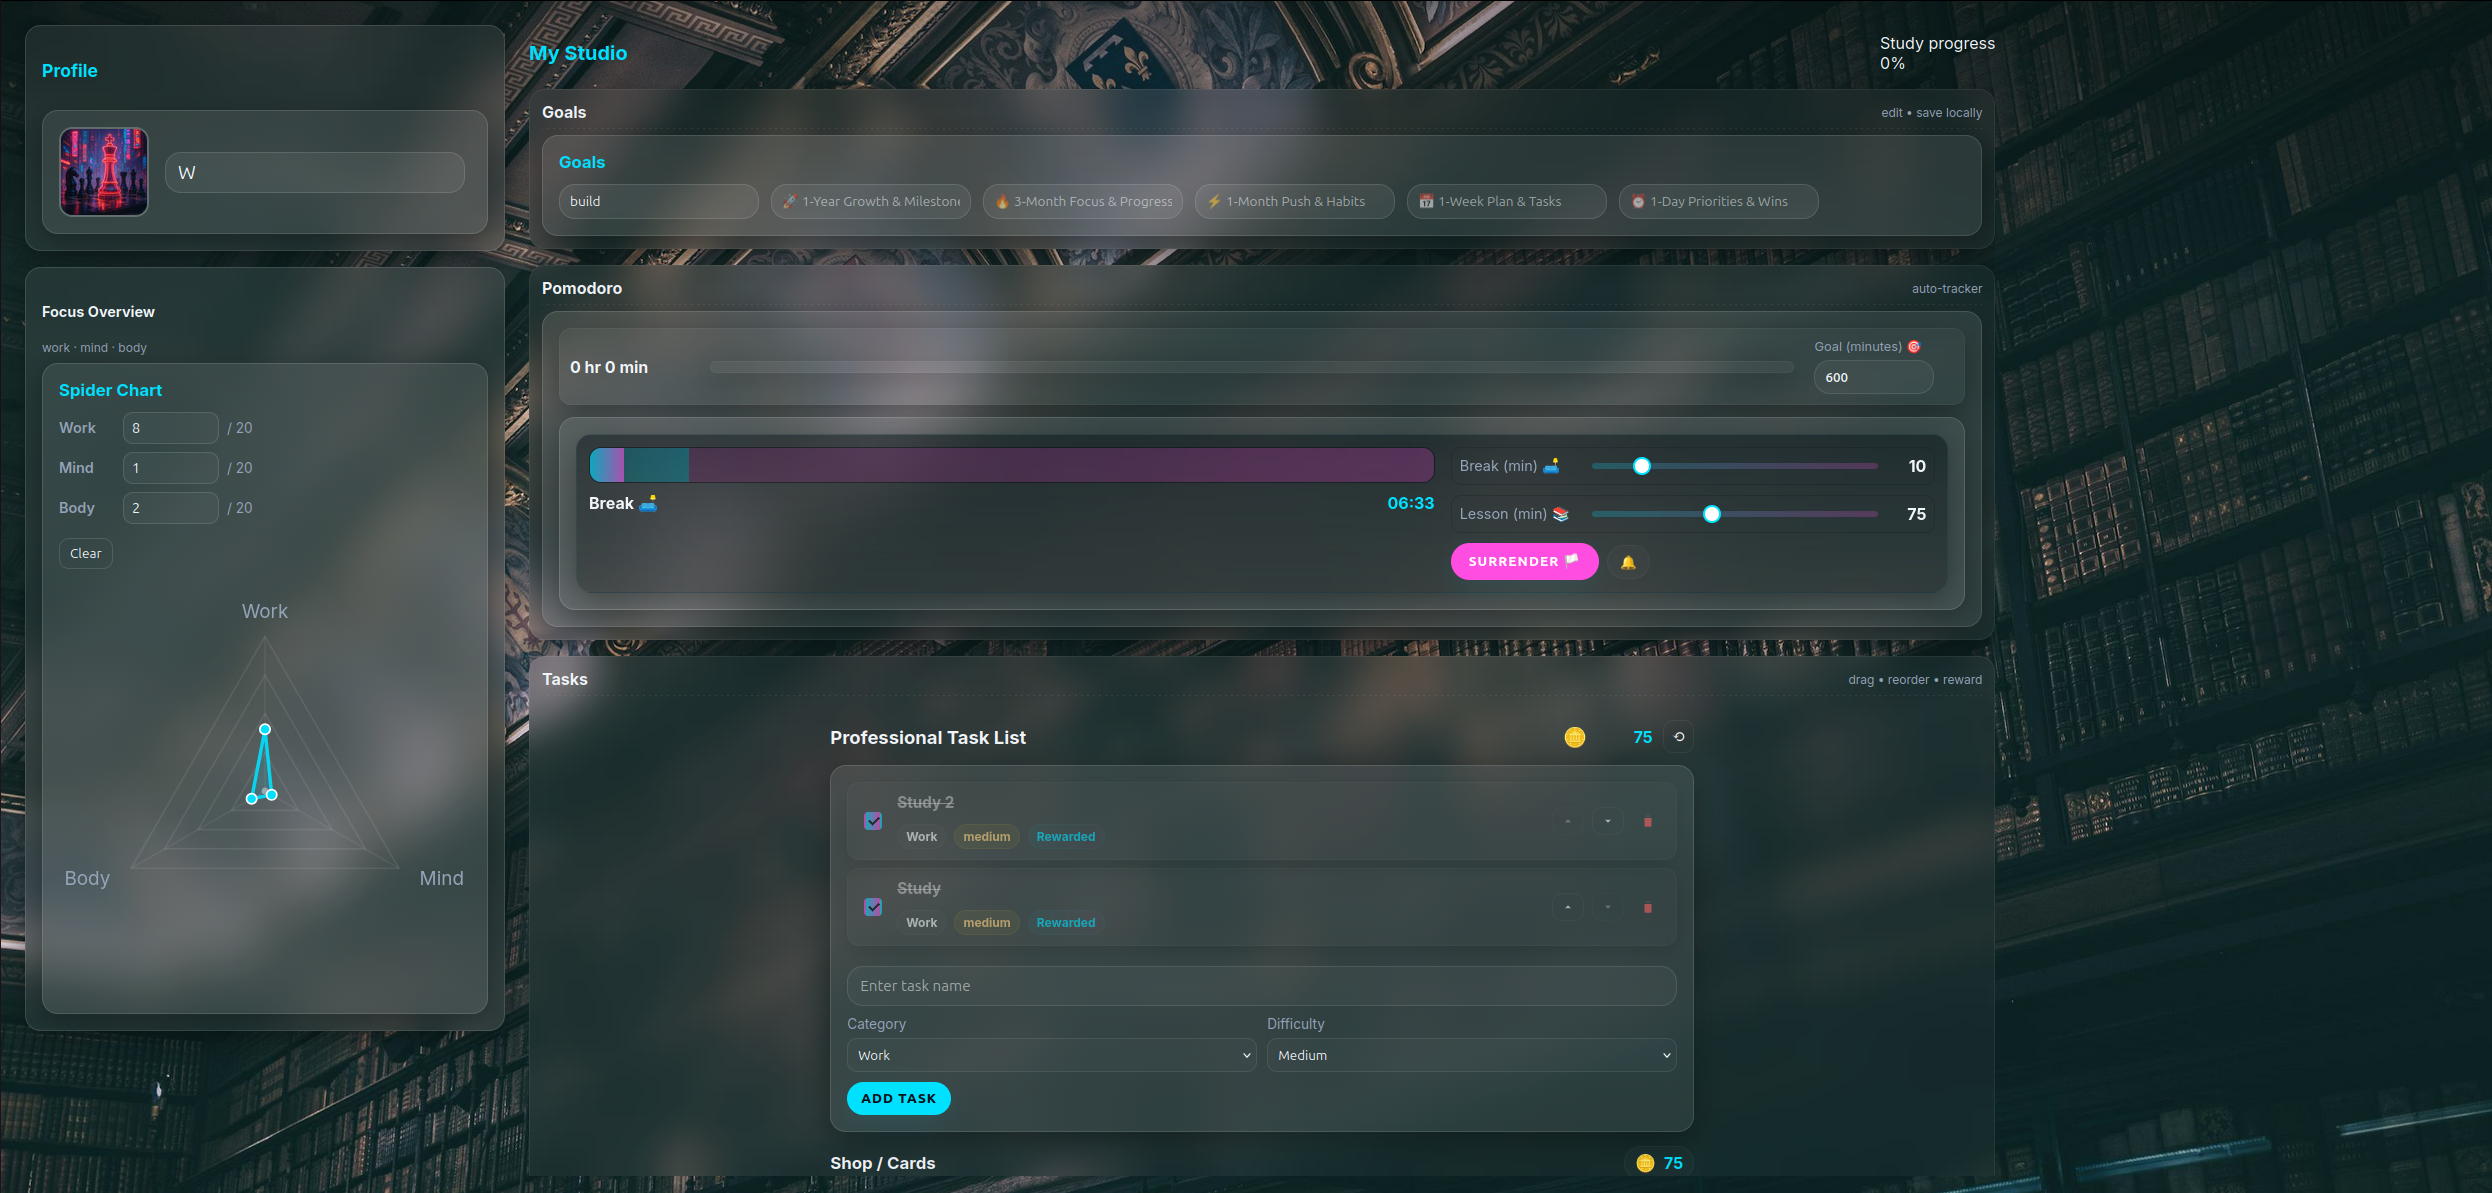 Profile
W
Focus Overview
work · mind · body
Spider Chart
Work 8 / 20
Mind 1 / 20
Body 2 / 20
Clear
Work
Body
Mind
My Studio
Study progress
0%
Goals
edit • save locally
Goals
build
🚀 1-Year Growth & Mileston
🔥 3-Month Focus & Progress
⚡ 1-Month Push & Habits
📅 1-Week Plan & Tasks
⏰ 1-Day Priorities & Wins
Pomodoro
auto-tracker
0 hr 0 min
Goal (minutes) 🎯
600
Break 🛋️
06:33
Break (min) 🛋️ 10
Lesson (min) 📚 75
SURRENDER 🏳️
🔔
Tasks
drag • reorder • reward
Professional Task List
🪙 75
Study 2
Work medium Rewarded
Study
Work medium Rewarded
Enter task name
Category
Work
Difficulty
Medium
ADD TASK
Shop / Cards
🪙 75